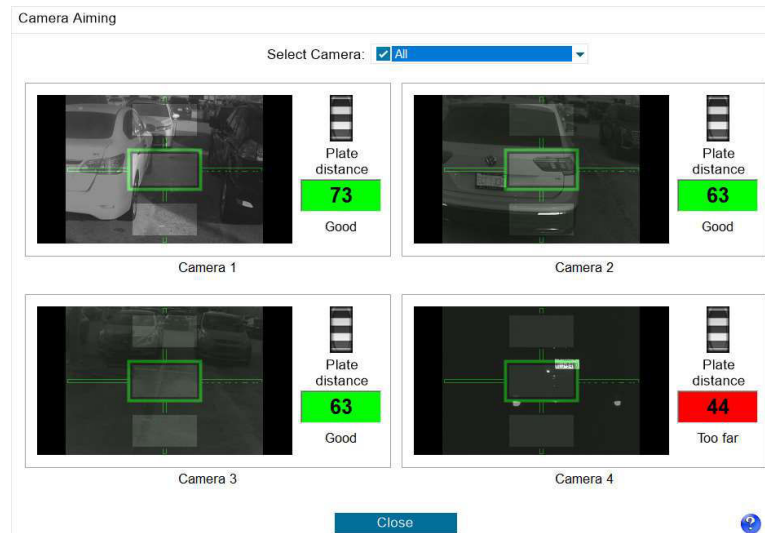 Camera Aiming
Select Camera: All
Plate
distance
73
Good
Camera 1
Plate
distance
63
Good
Camera 2
Plate
distance
63
Good
Camera 3
Plate
distance
44
Too far
Camera 4
Close
?